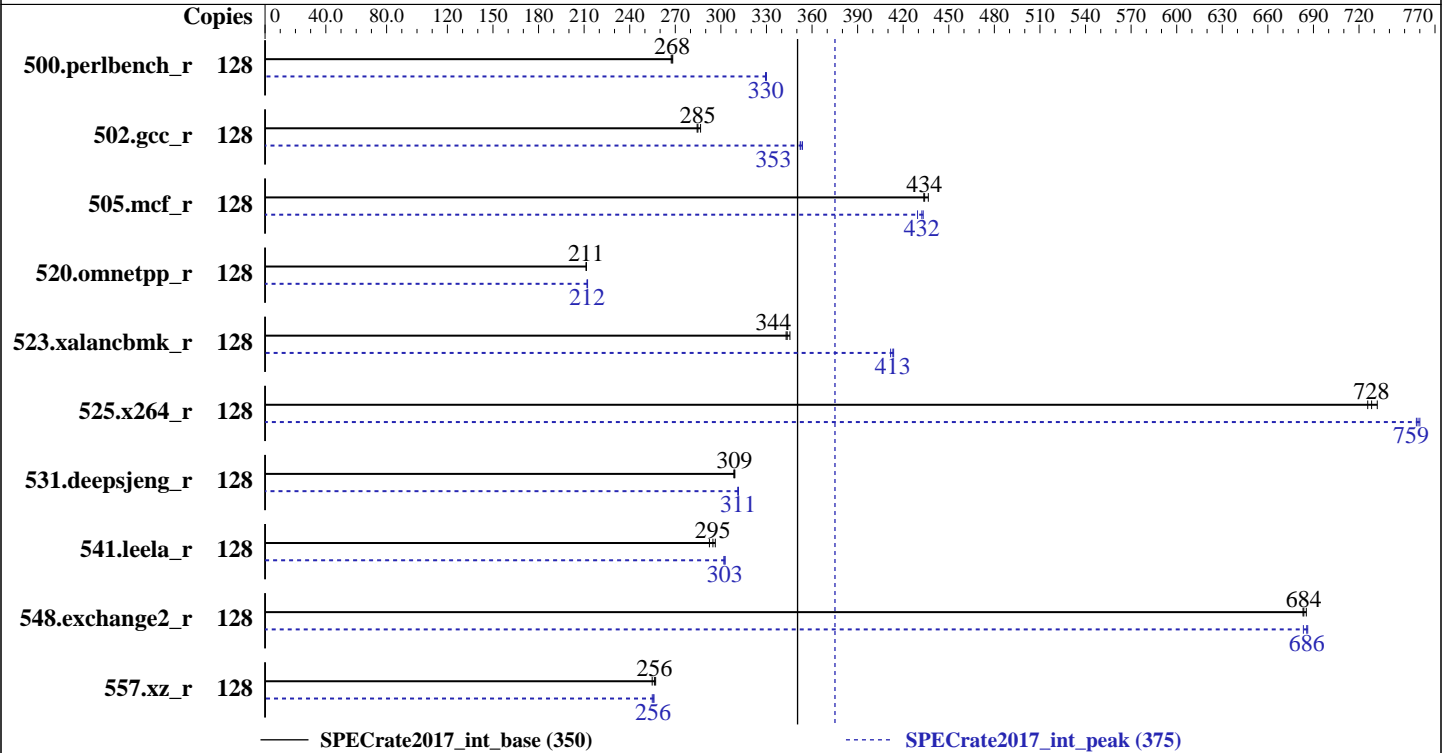 Copies 0 40.0 80.0 120 150 180 210 240 270 300 330 360 390 420 450 480 510 540 570 600 630 660 690 720 770
500.perlbench_r 128 268
330
502.gcc_r 128 285
353
505.mcf_r 128 434
432
520.omnetpp_r 128 211
212
523.xalancbmk_r 128 344
413
525.x264_r 128 728
759
531.deepsjeng_r 128 309
311
541.leela_r 128 295
303
548.exchange2_r 128 684
686
557.xz_r 128 256
256
SPECrate2017_int_base (350) SPECrate2017_int_peak (375)